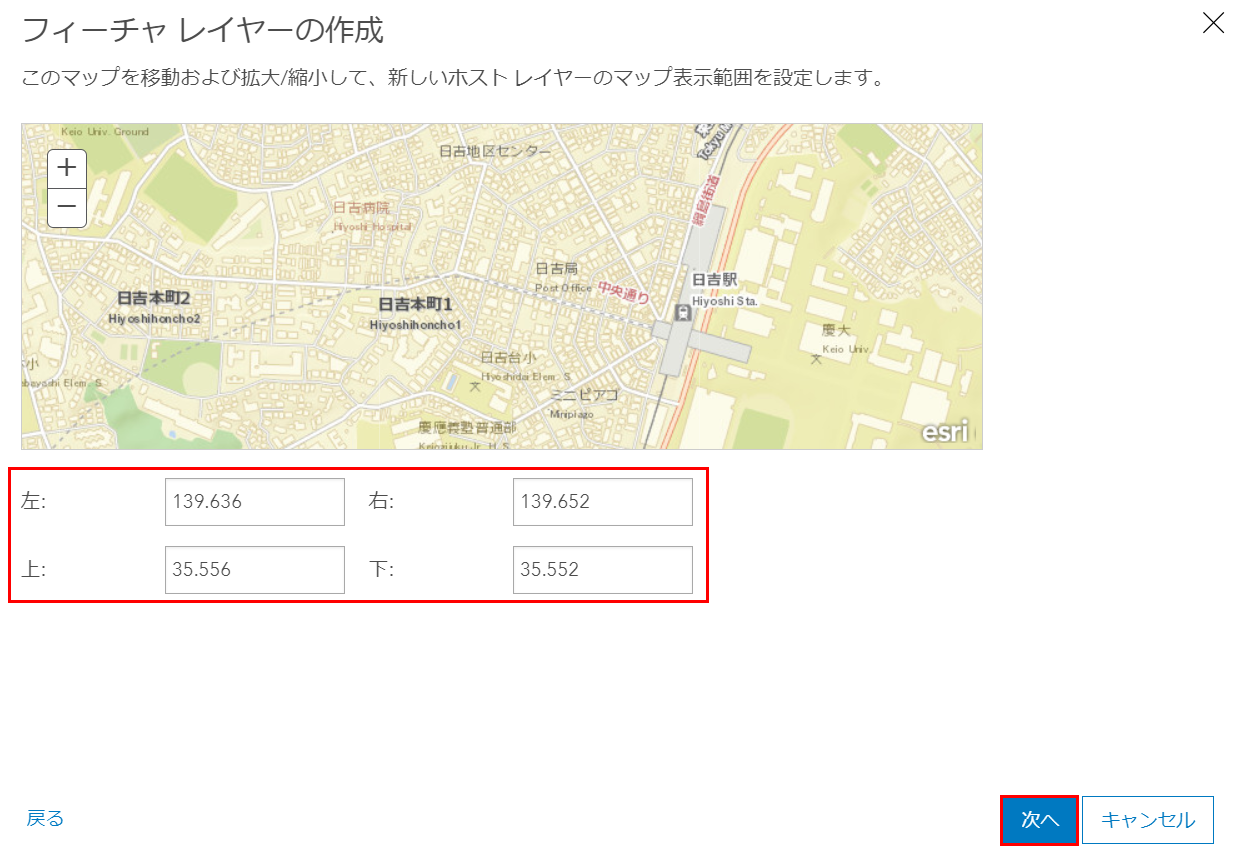 フィーチャ レイヤーの作成
このマップを移動および拡大/縮小して、新しいホスト レイヤーのマップ表示範囲を設定します。
Keio Univ. Ground
日吉地区センター
Tokyu
綱島街道
日吉病院
Hiyoshi Hospital
日吉局
Post Office
中央通り
日吉駅
Hiyoshi Sta.
日吉本町2
Hiyoshihoncho2
日吉本町1
Hiyoshihoncho1
慶大
Keio Univ.
日吉台小
Hiyoshidai Elem. S.
小
abayashi Elem. S.
ミニピアゴ
Minipiago
慶應義塾普通部
Keiogijuku Jr. H. S.
esri
左: 139.636 右: 139.652
上: 35.556 下: 35.552
戻る
次へ キャンセル